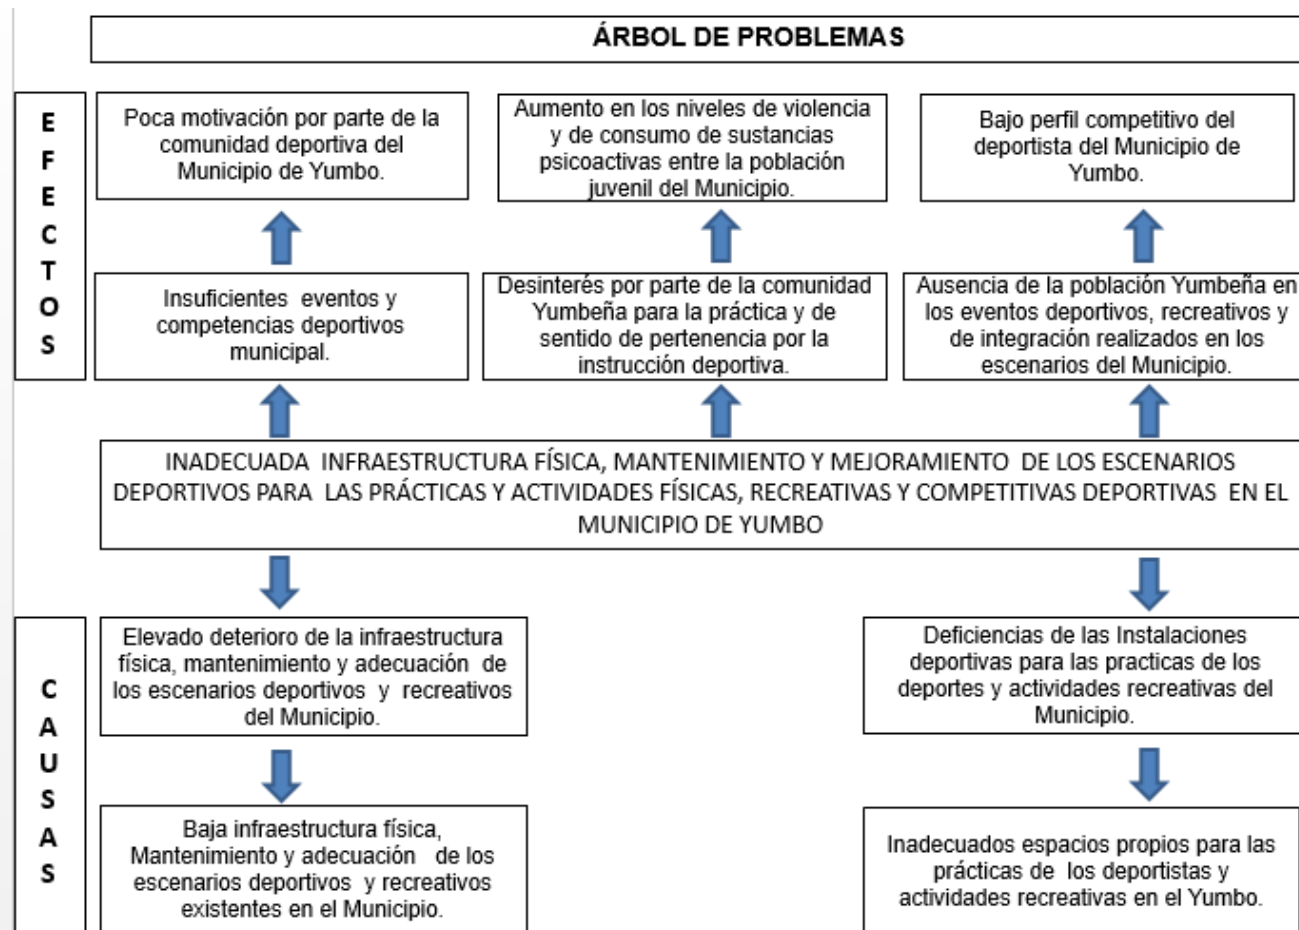 ÁRBOL DE PROBLEMAS
E
F
E
C
T
O
S
Poca motivación por parte de la
comunidad deportiva del
Municipio de Yumbo.
Aumento en los niveles de violencia
y de consumo de sustancias
psicoactivas entre la población
juvenil del Municipio.
Bajo perfil competitivo del
deportista del Municipio de
Yumbo.
Insuficientes eventos y
competencias deportivos
municipal.
Desinterés por parte de la comunidad
Yumbeña para la práctica y de
sentido de pertenencia por la
instrucción deportiva.
Ausencia de la población Yumbeña en
los eventos deportivos, recreativos y
de integración realizados en los
escenarios del Municipio.
INADECUADA INFRAESTRUCTURA FÍSICA, MANTENIMIENTO Y MEJORAMIENTO DE LOS ESCENARIOS
DEPORTIVOS PARA LAS PRÁCTICAS Y ACTIVIDADES FÍSICAS, RECREATIVAS Y COMPETITIVAS DEPORTIVAS EN EL
MUNICIPIO DE YUMBO
C
A
U
S
A
S
Elevado deterioro de la infraestructura
física, mantenimiento y adecuación de
los escenarios deportivos y recreativos
del Municipio.
Deficiencias de las Instalaciones
deportivas para las practicas de los
deportes y actividades recreativas del
Municipio.
Baja infraestructura física,
Mantenimiento y adecuación de los
escenarios deportivos y recreativos
existentes en el Municipio.
Inadecuados espacios propios para las
prácticas de los deportistas y
actividades recreativas en el Yumbo.